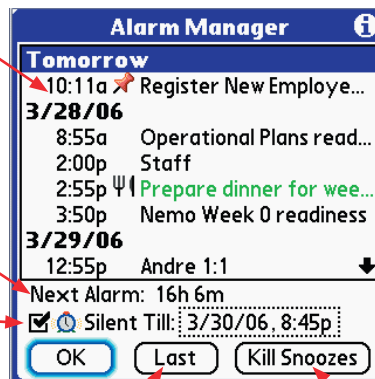 Alarm Manager
Tomorrow
10:11a Register New Employe...
3/28/06
8:55a Operational Plans read...
2:00p Staff
2:55p Prepare dinner for wee...
3:50p Nemo Week 0 readiness
3/29/06
12:55p Andre 1:1
Next Alarm: 16h 6m
Silent Till: 3/30/06, 8:45p
OK Last Kill Snoozes